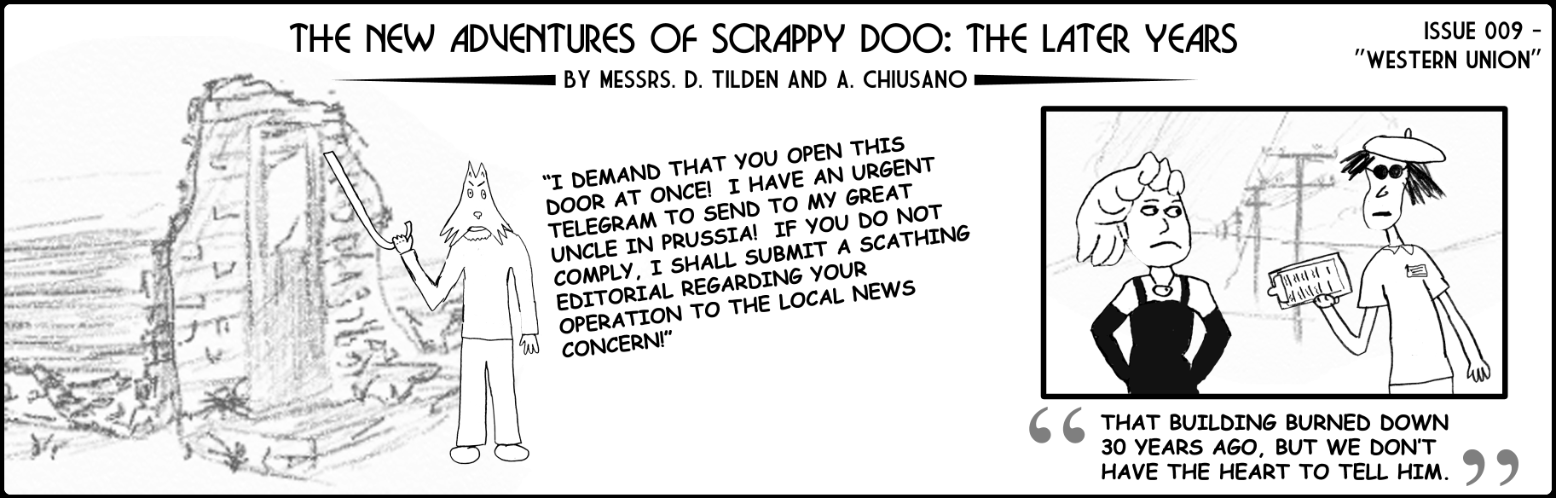 THE NEW ADVENTURES OF SCRAPPY DOO: THE LATER YEARS
BY MESSRS. D. TILDEN AND A. CHIUSANO
ISSUE 009 -
"WESTERN UNION"
"I DEMAND THAT YOU OPEN THIS
DOOR AT ONCE! I HAVE AN URGENT
TELEGRAM TO SEND TO MY GREAT
UNCLE IN PRUSSIA! IF YOU DO NOT
COMPLY, I SHALL SUBMIT A SCATHING
EDITORIAL REGARDING YOUR
OPERATION TO THE LOCAL NEWS
CONCERN!"
“THAT BUILDING BURNED DOWN
30 YEARS AGO, BUT WE DON'T
HAVE THE HEART TO TELL HIM.”